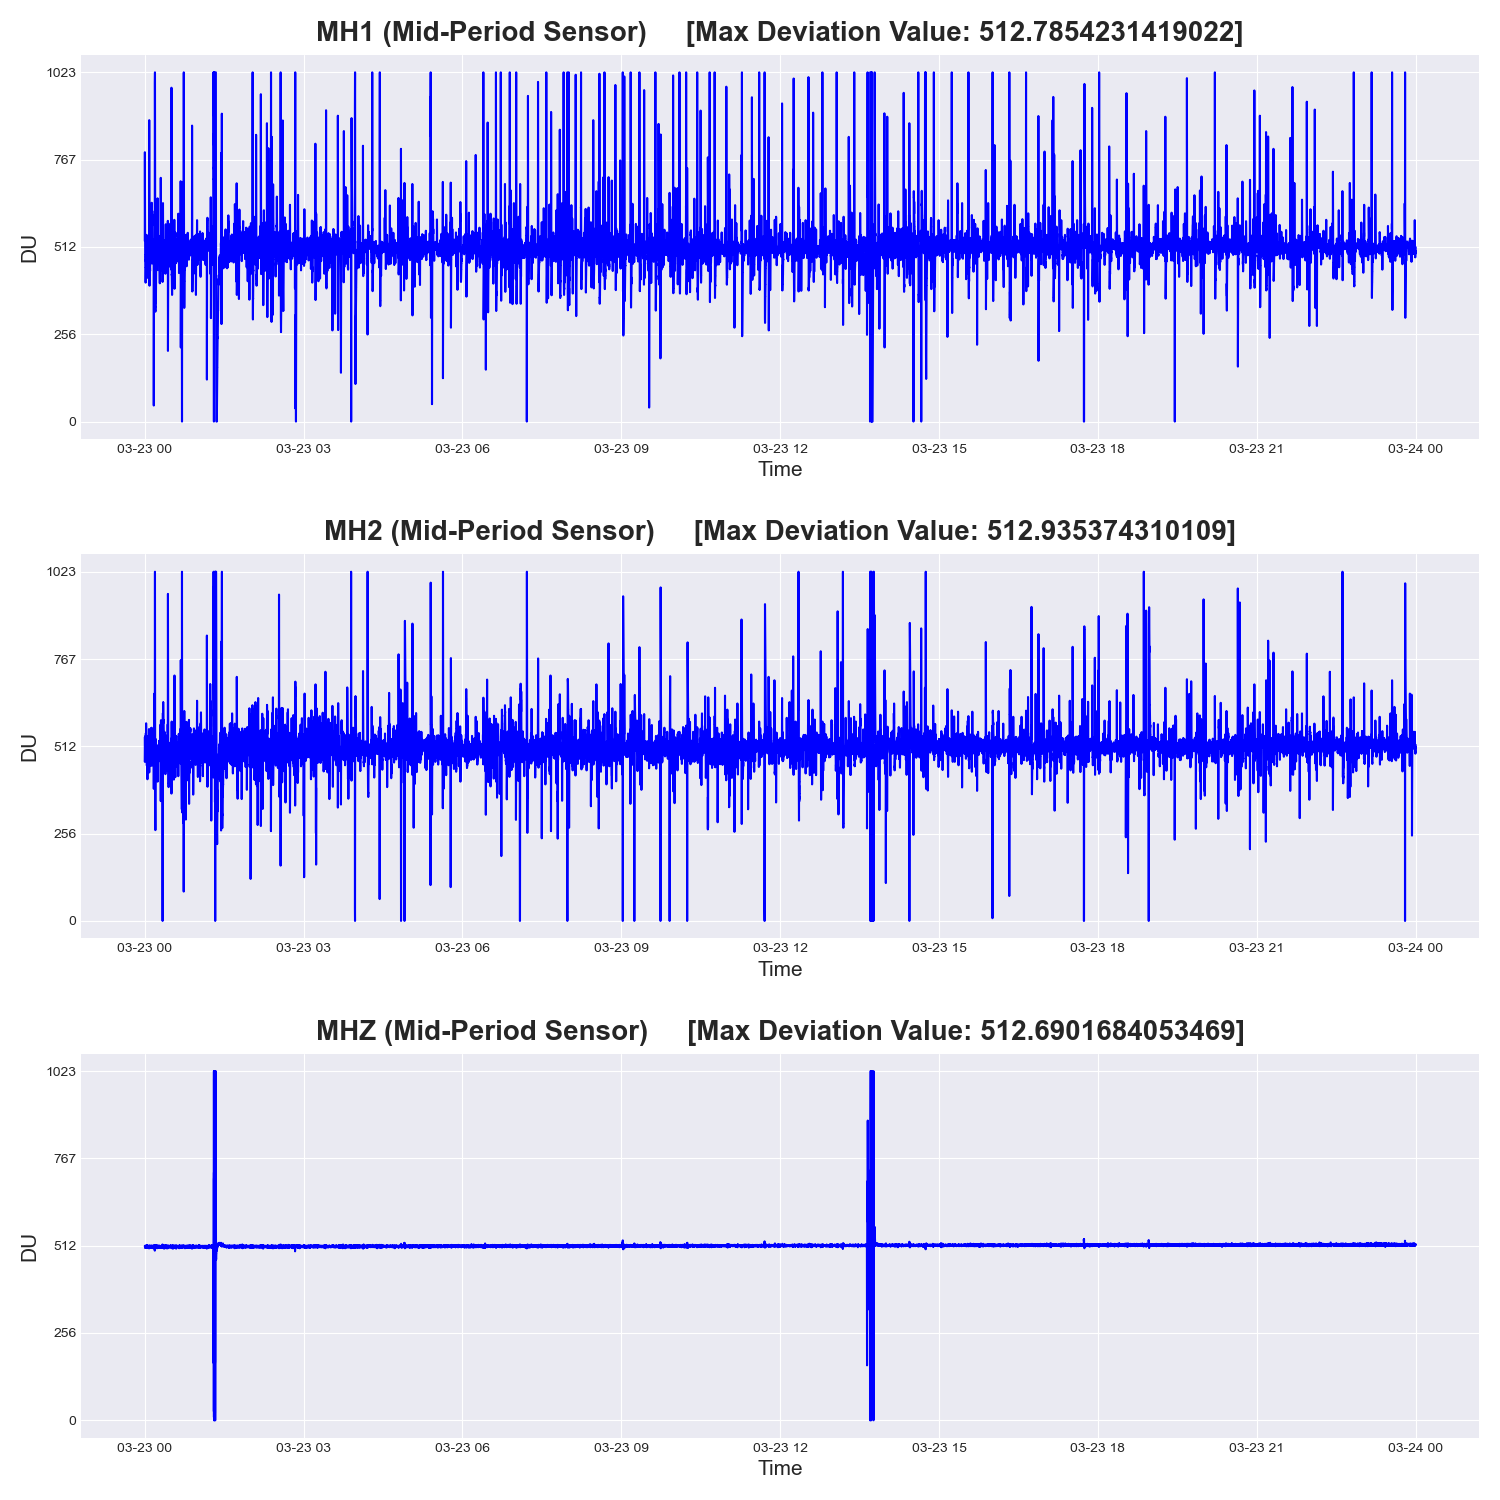 MH1 (Mid-Period Sensor) [Max Deviation Value: 512.7854231419022]
1023
767
512
256
0
DU
03-23 00 03-23 03 03-23 06 03-23 09 03-23 12 03-23 15 03-23 18 03-23 21 03-24 00
Time
MH2 (Mid-Period Sensor) [Max Deviation Value: 512.935374310109]
1023
767
512
256
0
DU
03-23 00 03-23 03 03-23 06 03-23 09 03-23 12 03-23 15 03-23 18 03-23 21 03-24 00
Time
MHZ (Mid-Period Sensor) [Max Deviation Value: 512.6901684053469]
1023
767
512
256
0
DU
03-23 00 03-23 03 03-23 06 03-23 09 03-23 12 03-23 15 03-23 18 03-23 21 03-24 00
Time